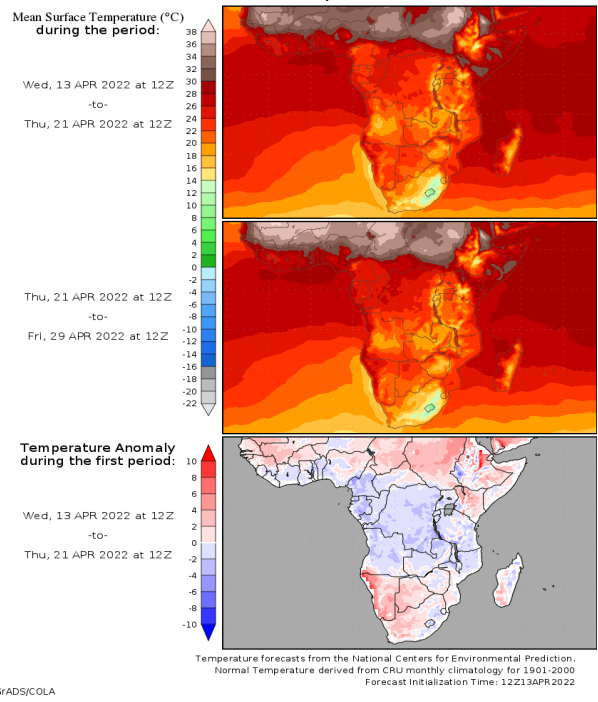 Mean Surface Temperature (°C)
during the period:
38
36
34
32
30
28
26
25
24
23
22
21
20
18
16
14
12
10
8
6
4
2
0
-2
-4
-6
-8
-10
-12
-14
-16
-18
-20
-22
Wed, 13 APR 2022 at 12Z
-to-
Thu, 21 APR 2022 at 12Z
Thu, 21 APR 2022 at 12Z
-to-
Fri, 29 APR 2022 at 12Z
Temperature Anomaly
during the first period:
10
8
6
4
2
0
-2
-4
-6
-8
-10
Wed, 13 APR 2022 at 12Z
-to-
Thu, 21 APR 2022 at 12Z
Temperature forecasts from the National Centers for Environmental Prediction.
Normal Temperature derived from CRU monthly climatology for 1901-2000
Forecast Initialization Time: 12Z13APR2022
GrADS/COLA